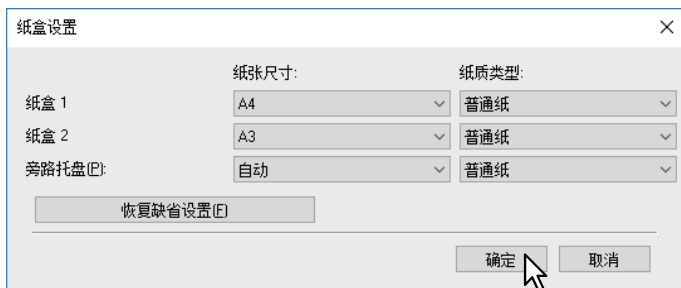 纸盒设置
纸张尺寸: 纸质类型:
纸盒 1 A4 普通纸
纸盒 2 A3 普通纸
旁路托盘(P): 自动 普通纸
恢复缺省设置(F)
确定 取消